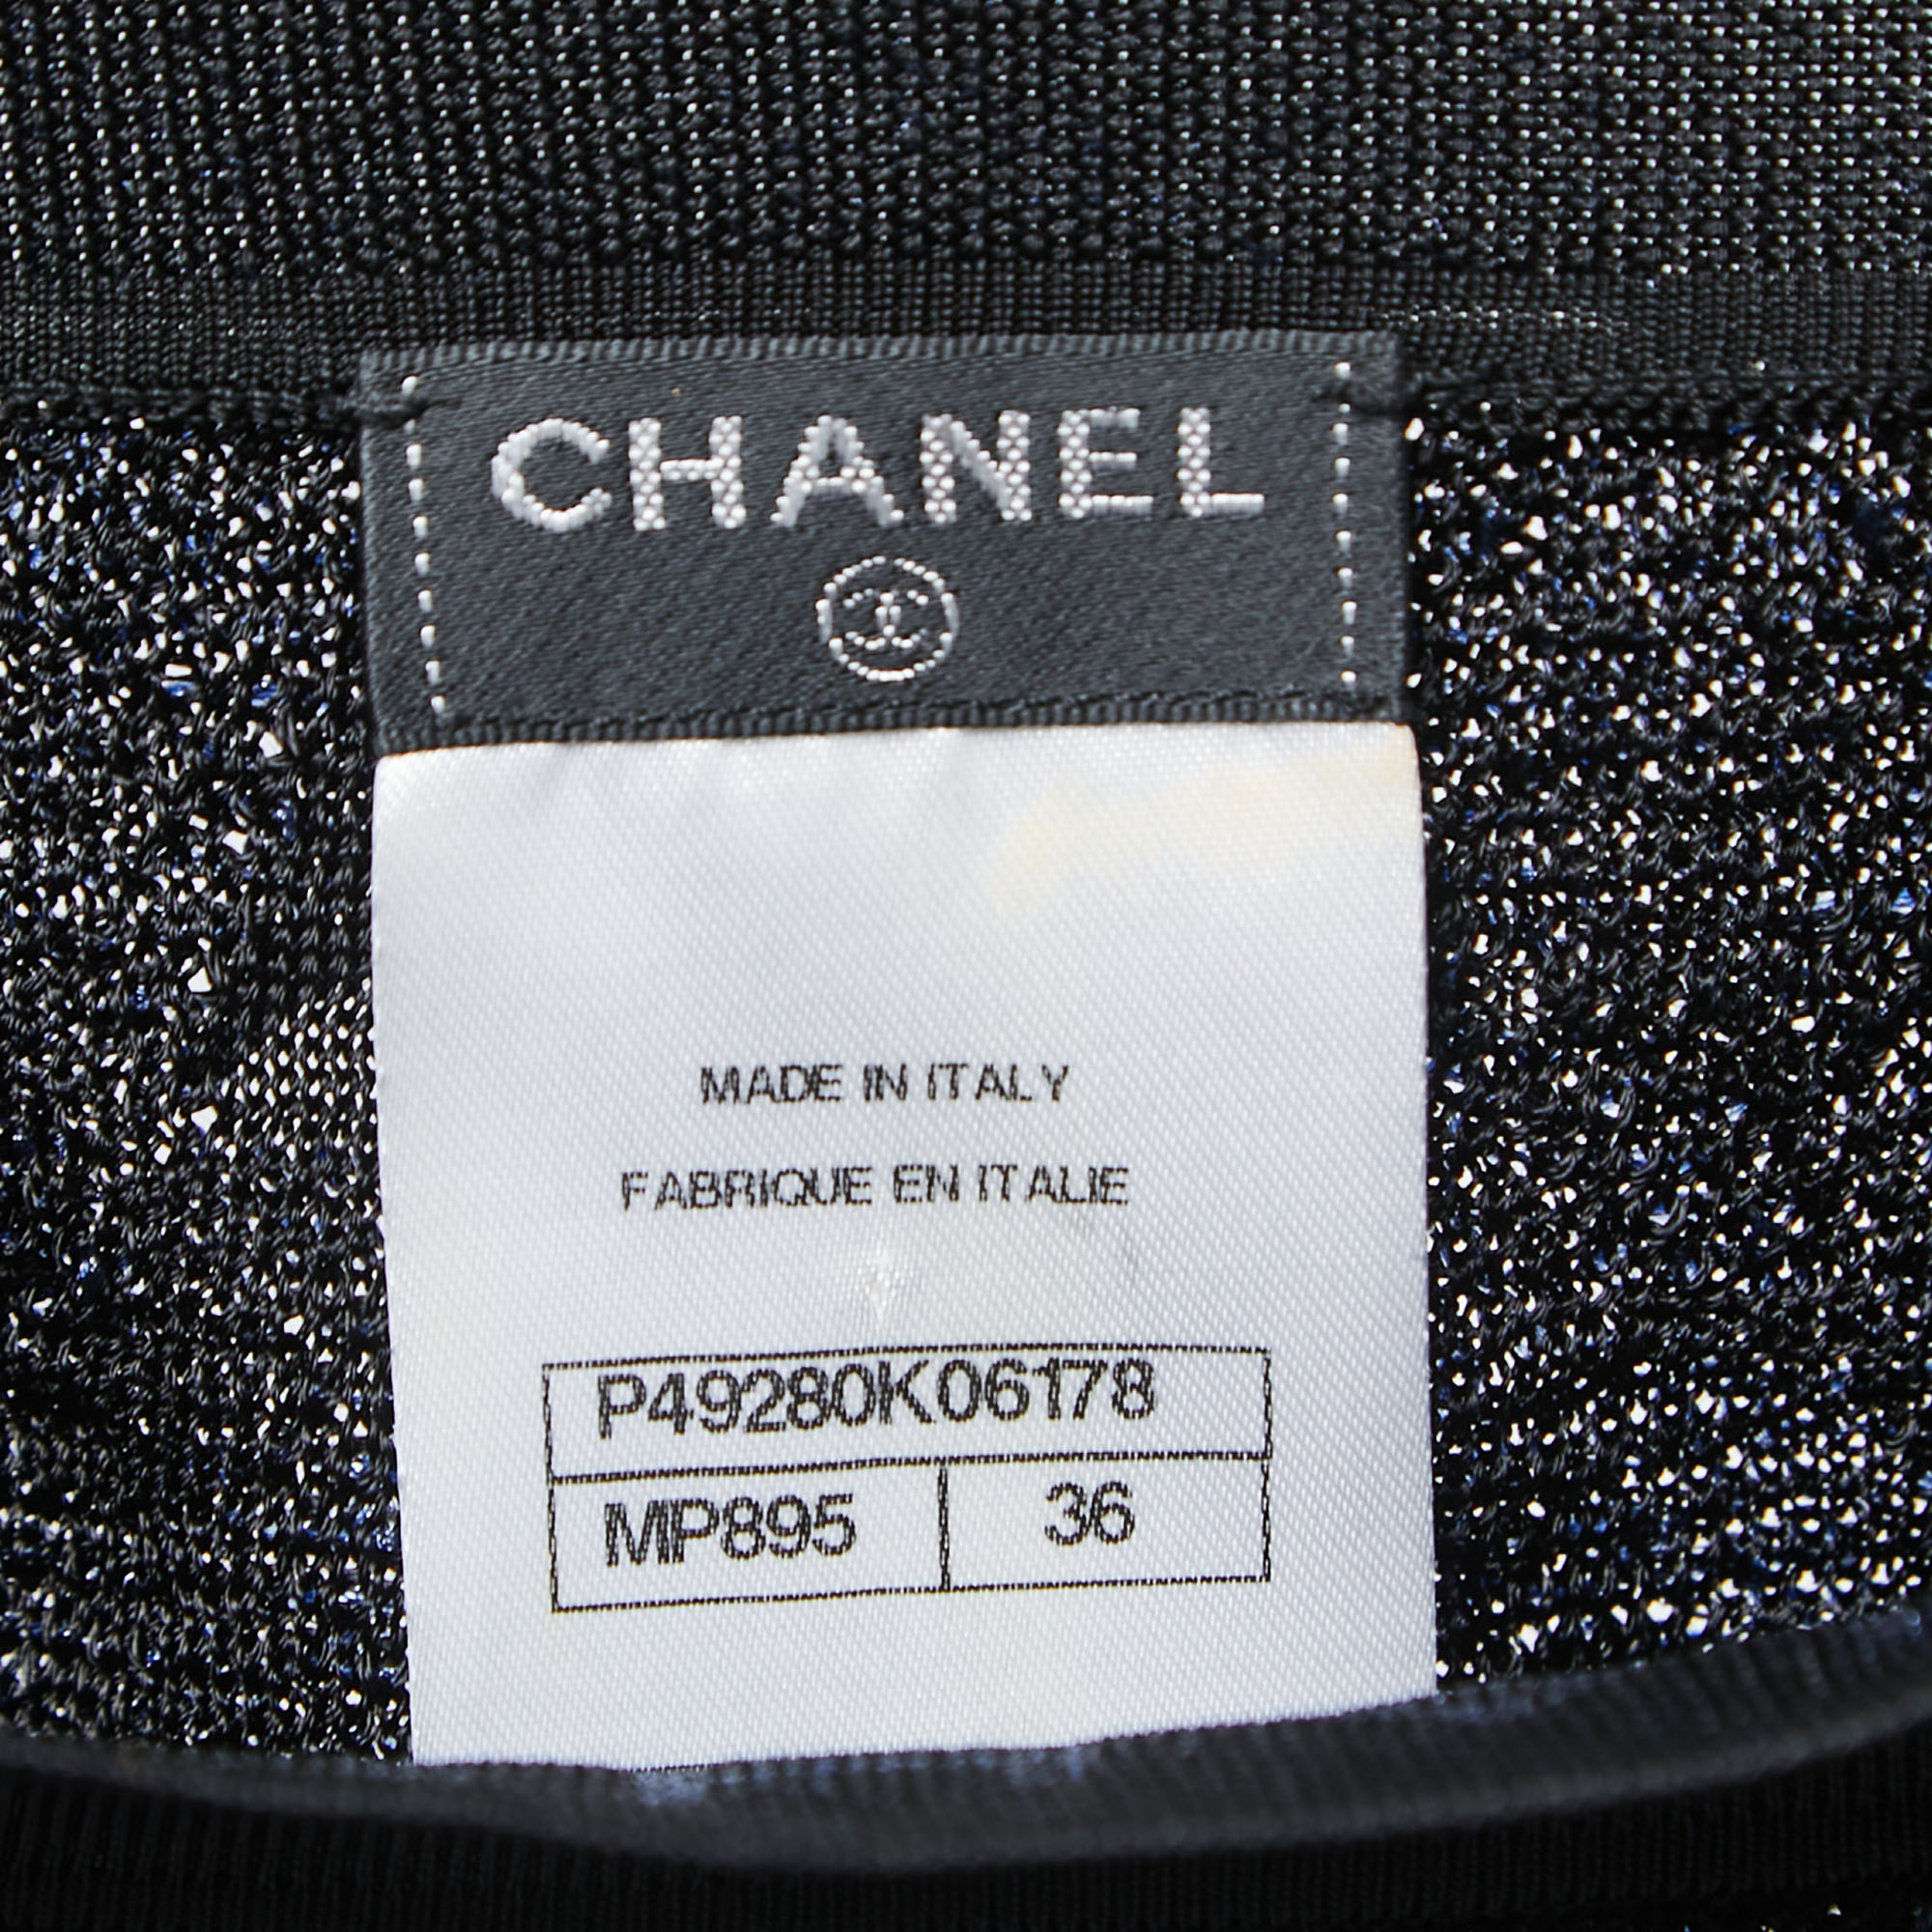 CHANEL
MADE IN ITALY
FABRIQUE EN ITALIE
P49280K06178
MP895 36